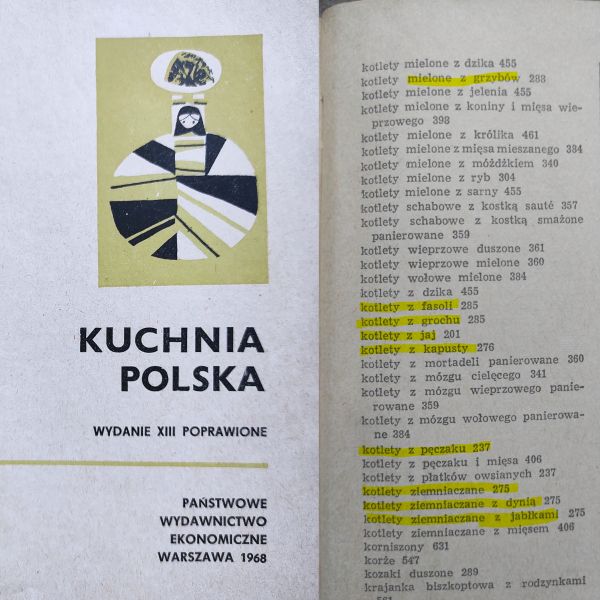 KUCHNIA
POLSKA
WYDANIE XIII POPRAWIONE
PAŃSTWOWE
WYDAWNICTWO
EKONOMICZNE
WARSZAWA 1968
kotlety mielone z dzika 455
kotlety mielone z grzybów 288
kotlety mielone z jelenia 455
kotlety mielone z koniny i mięsa wie-
przowego 398
kotlety mielone z królika 461
kotlety mielone z mięsa mieszanego 384
kotlety mielone z móżdżkiem 340
kotlety mielone z ryb 304
kotlety mielone z sarny 455
kotlety schabowe z kostką sauté 357
kotlety schabowe z kostką smażone
panierowane 359
kotlety wieprzowe duszone 361
kotlety wieprzowe mielone 360
kotlety wołowe mielone 384
kotlety z dzika 455
kotlety z fasoli 285
kotlety z grochu 285
kotlety z jaj 201
kotlety z kapusty 276
kotlety z mortadeli panierowane 360
kotlety z mózgu cielęcego 341
kotlety z mózgu wieprzowego panie-
rowane 359
kotlety z mózgu wołowego panierowa-
ne 384
kotlety z pęczaku 237
kotlety z pęczaku i mięsa 406
kotlety z płatków owsianych 237
kotlety ziemniaczane 275
kotlety ziemniaczane z dynią 275
kotlety ziemniaczane z jabłkami 275
kotlety ziemniaczane z mięsem 406
korniszony 631
korże 547
kozaki duszone 289
krajanka biszkoptowa z rodzynkami
561